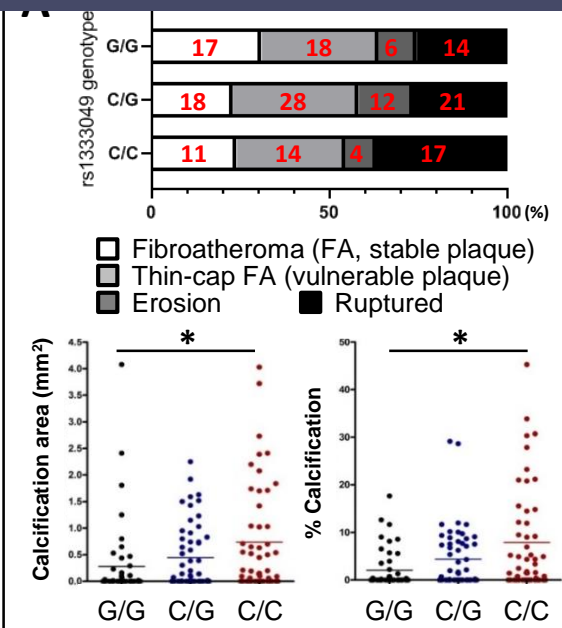 A
rs1333049 genotype
G/G 17 18 6 14
C/G 18 28 12 21
C/C 11 14 4 17
0 50 100 (%)
Fibroatheroma (FA, stable plaque)
Thin-cap FA (vulnerable plaque)
Erosion Ruptured
Calcification area (mm²)
*
4.5
4.0
3.5
3.0
2.5
2.0
1.5
1.0
0.5
0.0
G/G C/G C/C
% Calcification
*
50
40
30
20
10
0
G/G C/G C/C